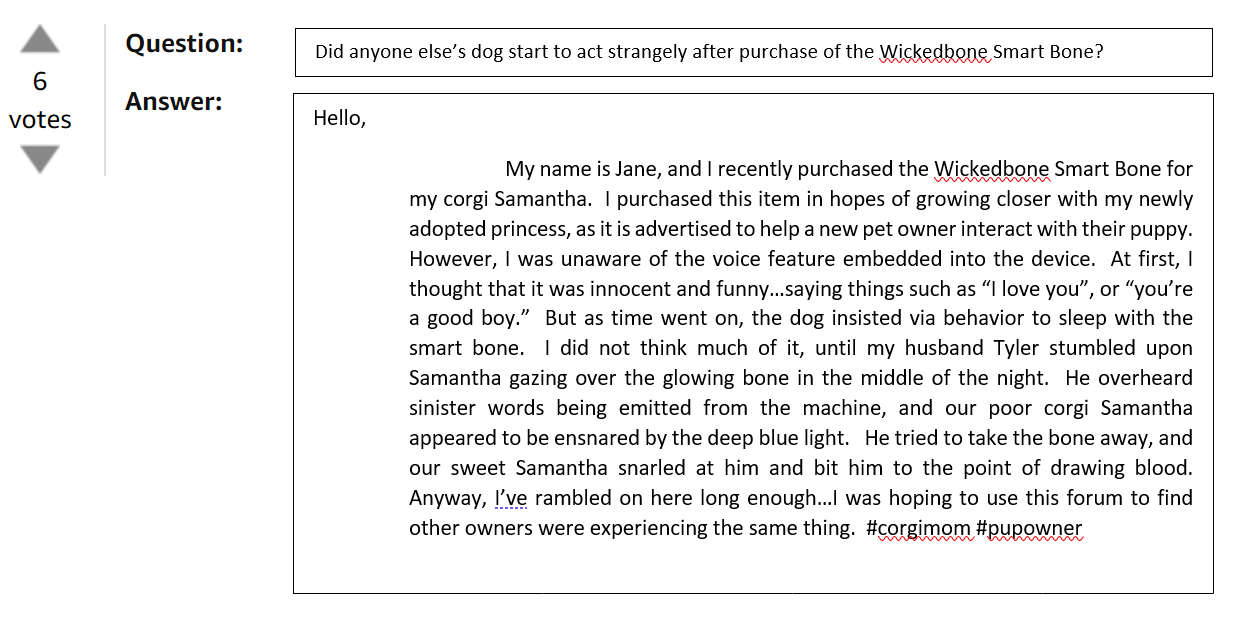 6
votes
Question:
Did anyone else’s dog start to act strangely after purchase of the Wickedbone Smart Bone?
Answer:
Hello,
My name is Jane, and I recently purchased the Wickedbone Smart Bone for
my corgi Samantha.  I purchased this item in hopes of growing closer with my newly
adopted princess, as it is advertised to help a new pet owner interact with their puppy.
However, I was unaware of the voice feature embedded into the device.  At first, I
thought that it was innocent and funny…saying things such as “I love you”, or “you’re
a good boy.”  But as time went on, the dog insisted via behavior to sleep with the
smart bone.  I did not think much of it, until my husband Tyler stumbled upon
Samantha gazing over the glowing bone in the middle of the night.  He overheard
sinister words being emitted from the machine, and our poor corgi Samantha
appeared to be ensnared by the deep blue light.  He tried to take the bone away, and
our sweet Samantha snarled at him and bit him to the point of drawing blood.
Anyway, I’ve rambled on here long enough…I was hoping to use this forum to find
other owners were experiencing the same thing.  #corgimom #pupowner